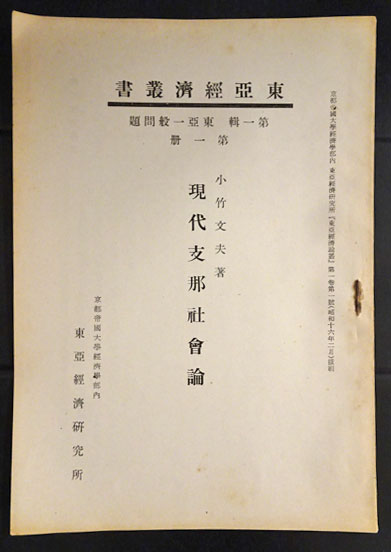 東亞經濟叢書
第一輯 東亞一般問題
第一册
京都帝國大學經濟學部內 東亞經濟研究所『東亞經濟論叢』第一卷第一號(昭和十六年二月)
小竹文夫著
現代支那社會論
京都帝國大學經濟學部內
東亞經濟研究所